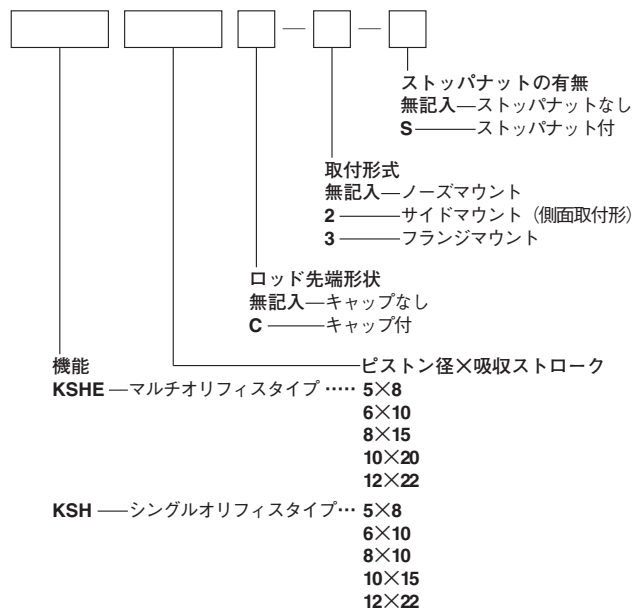 ストッパナットの有無
無記入―ストッパナットなし
S―――ストッパナット付
取付形式
無記入―ノーズマウント
2 ―――サイドマウント（側面取付形）
3 ―――フランジマウント
ロッド先端形状
無記入―キャップなし
C ―――キャップ付
機能
ピストン径×吸収ストローク
KSHE ―マルチオリフィスタイプ ‥‥‥ 5×8
6×10
8×15
10×20
12×22
KSH ――シングルオリフィスタイプ… 5×8
6×10
8×10
10×15
12×22